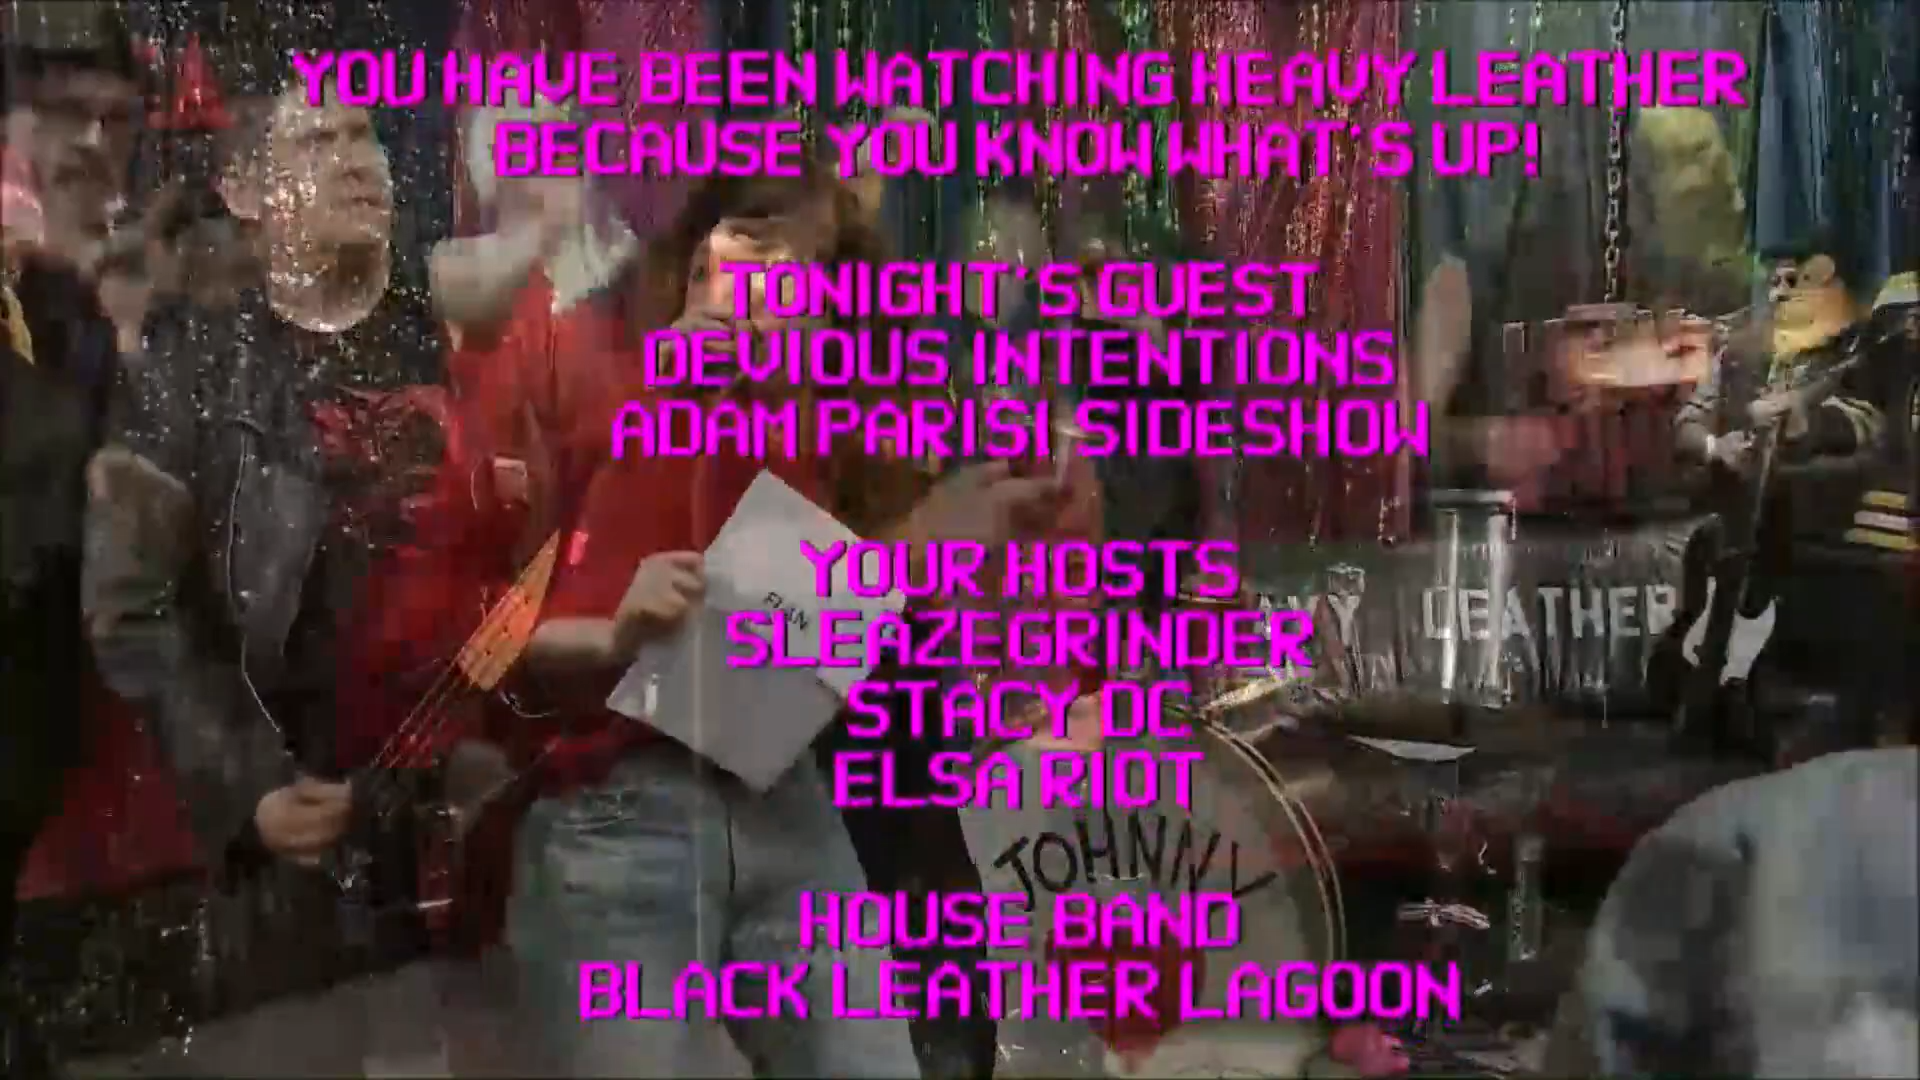 YOU HAVE BEEN WATCHING HEAVY LEATHER
BECAUSE YOU KNOW WHAT'S UP!
TONIGHT'S GUEST
DEVIOUS INTENTIONS
ADAM PARISI SIDESHOW
YOUR HOSTS
SLEAZEGRINDER
STACY DC
ELSA RIOT
HOUSE BAND
BLACK LEATHER LAGOON
LEATHER
JOHNNY